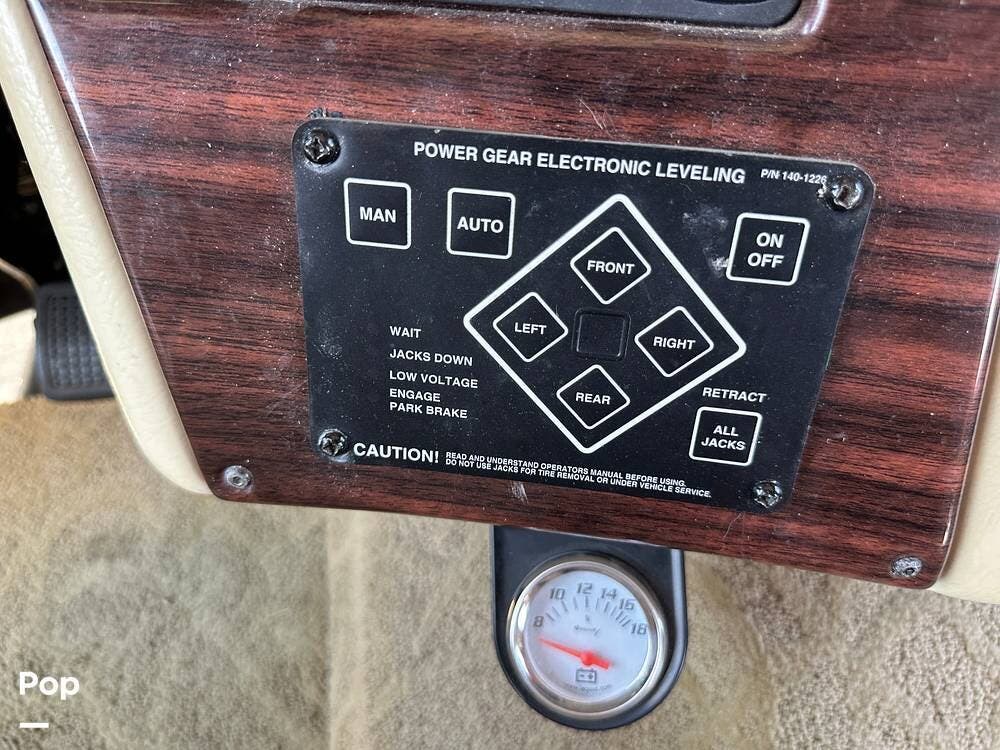 POWER GEAR ELECTRONIC LEVELING
P/N 140-1226
MAN
AUTO
ON
OFF
FRONT
LEFT
RIGHT
REAR
WAIT
JACKS DOWN
LOW VOLTAGE
ENGAGE
PARK BRAKE
RETRACT
ALL
JACKS
CAUTION!
READ AND UNDERSTAND OPERATORS MANUAL BEFORE USING.
DO NOT USE JACKS FOR TIRE REMOVAL OR UNDER VEHICLE SERVICE.
8 10 12 14 16 18
Pop